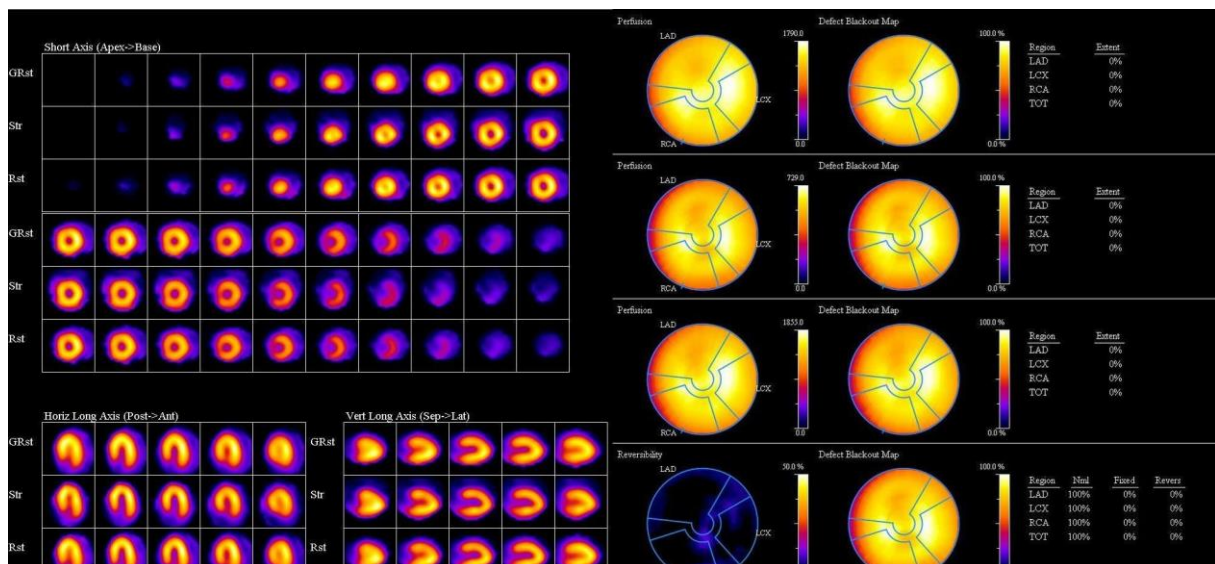 Short Axis (Apex->Base)
GRst
Str
Rst
GRst
Str
Rst
Horiz Long Axis (Post->Ant)
GRst
Str
Rst
Vert Long Axis (Sep->Lat)
GRst
Str
Rst
Perfusion
LAD
LCX
RCA
1790.0
0.0
Defect Blackout Map
100.0 %
0.0 %
Region Extent
LAD 0%
LCX 0%
RCA 0%
TOT 0%
Perfusion
LAD
LCX
RCA
729.0
0.0
Defect Blackout Map
100.0 %
0.0 %
Region Extent
LAD 0%
LCX 0%
RCA 0%
TOT 0%
Perfusion
LAD
LCX
RCA
1855.0
0.0
Defect Blackout Map
100.0 %
0.0 %
Region Extent
LAD 0%
LCX 0%
RCA 0%
TOT 0%
Reversibility
LAD
LCX
50.0 %
Defect Blackout Map
100.0 %
Region Nml Fixed Revers
LAD 100% 0% 0%
LCX 100% 0% 0%
RCA 100% 0% 0%
TOT 100% 0% 0%